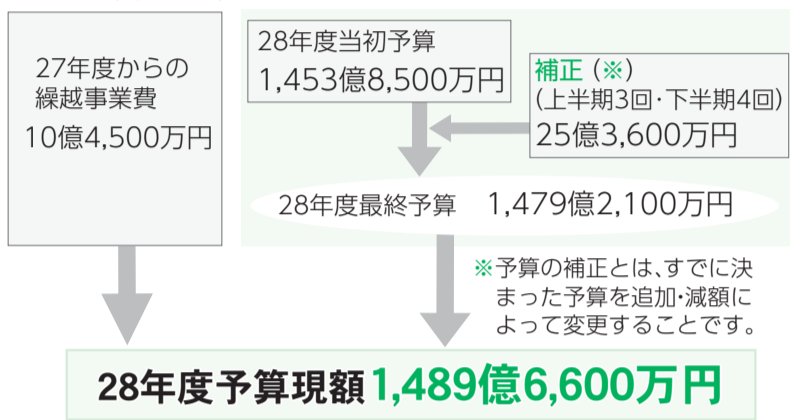 27年度からの
繰越事業費
10億4,500万円
28年度当初予算
1,453億8,500万円
補正（※）
(上半期3回･下半期4回)
25億3,600万円
28年度最終予算　1,479億2,100万円
※予算の補正とは、すでに決
まった予算を追加･減額に
よって変更することです。
28年度予算現額1,489億6,600万円